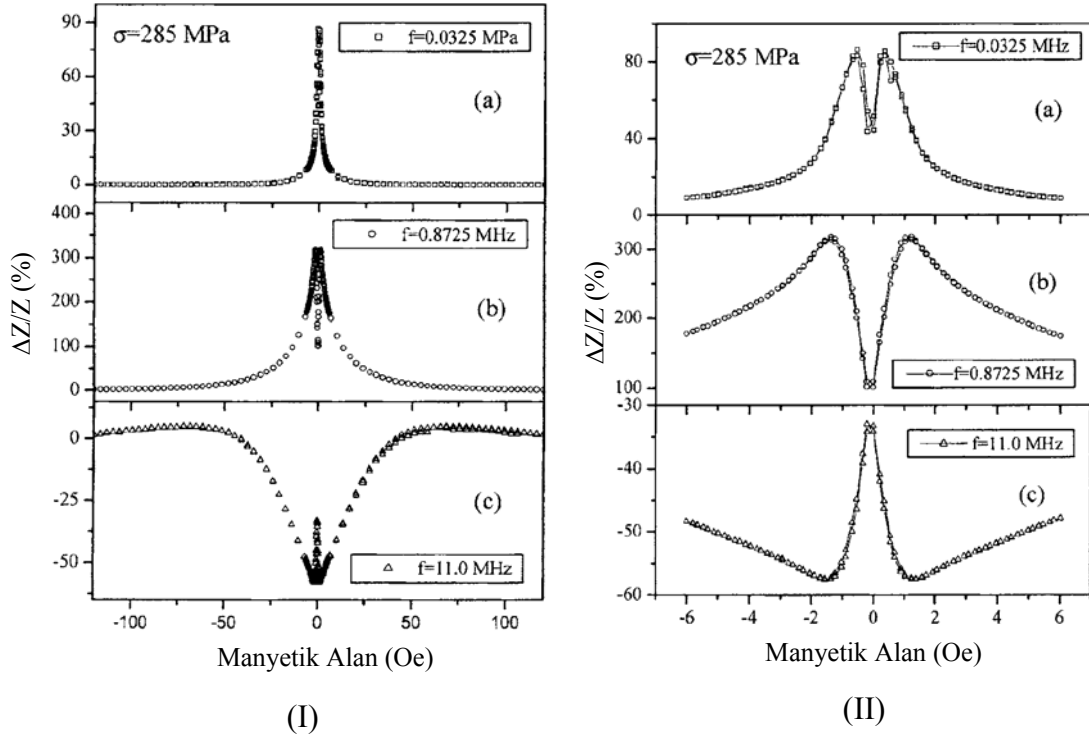 σ=285 MPa
f=0.0325 MPa
(a)
90
60
30
0
f=0.8725 MHz
(b)
400
300
200
100
0
ΔZ/Z (%)
(c)
f=11.0 MHz
0
-25
-50
-100 -50 0 50 100
Manyetik Alan (Oe)
(I)
σ=285 MPa
f=0.0325 MHz
(a)
80
40
0
(b)
f=0.8725 MHz
300
200
100
ΔZ/Z (%)
-30
f=11.0 MHz
(c)
-40
-50
-60
-6 -4 -2 0 2 4 6
Manyetik Alan (Oe)
(II)